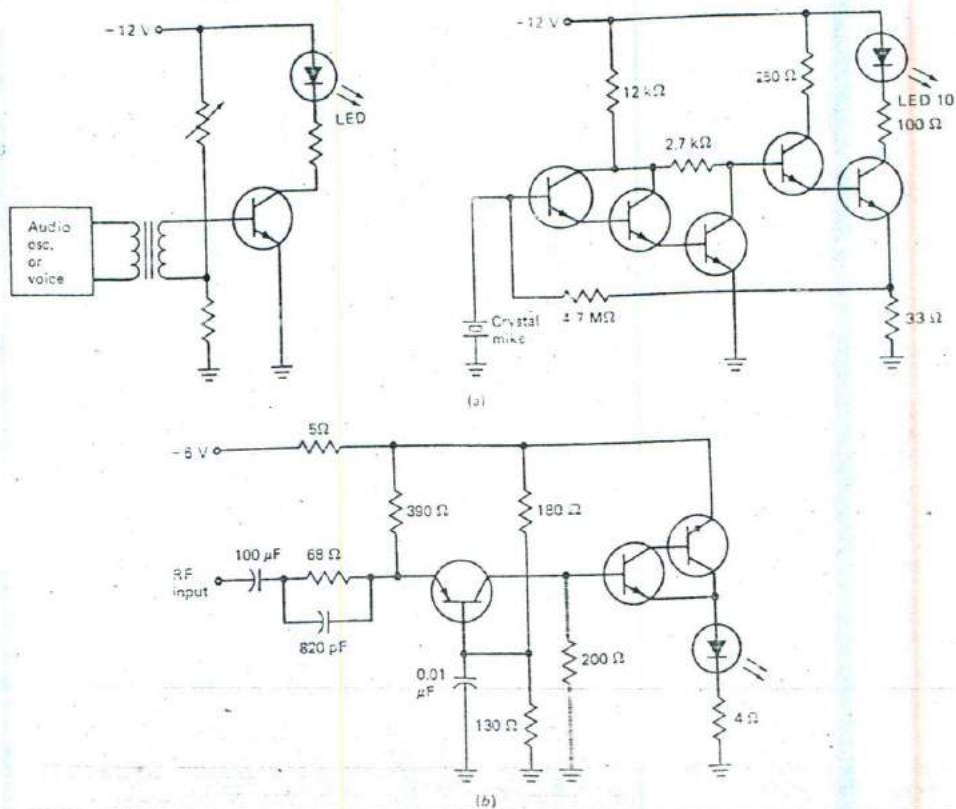 −12 V
LED
Audio
osc.
or
voice
−12 V
12 kΩ
250 Ω
LED 10
100 Ω
2.7 kΩ
4.7 MΩ
Crystal
mike
33 Ω
(a)
−6 V
5Ω
390 Ω
180 Ω
100 μF
68 Ω
RF
input
820 pF
0.01
μF
130 Ω
200 Ω
4 Ω
(b)